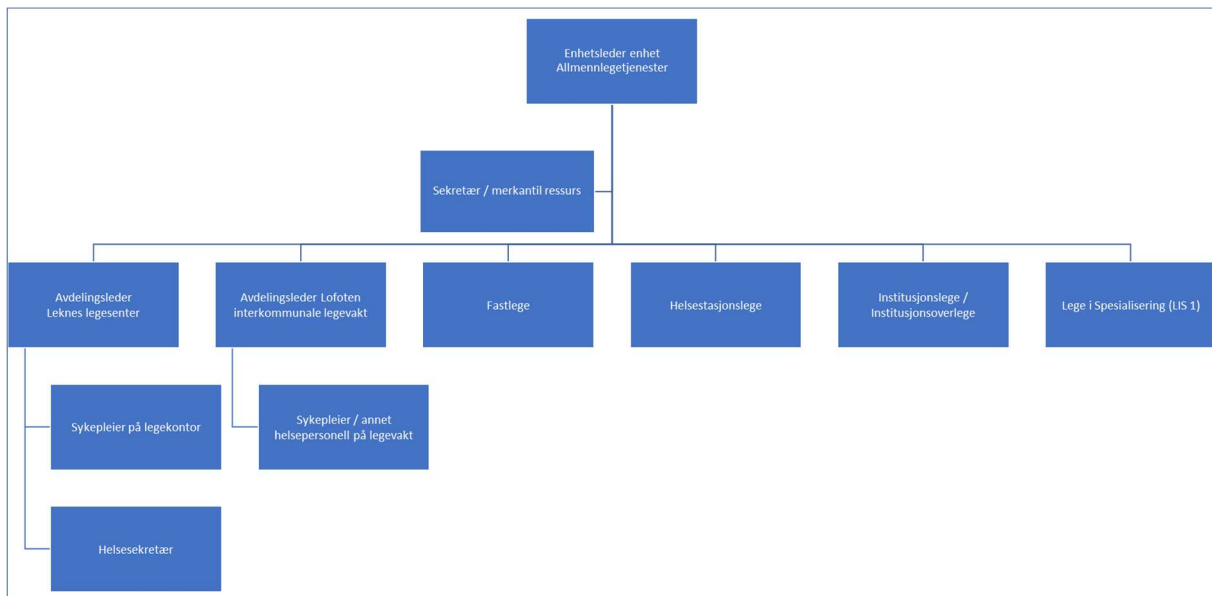 Enhetsleder enhet
Allmennlegetjenester
Sekretær / merkantil ressurs
Avdelingsleder
Leknes legesenter
Avdelingsleder Lofoten
interkommunale legevakt
Fastlege
Helsestasjonslege
Institusjonslege /
Institusjonsoverlege
Lege i Spesialisering (LIS 1)
Sykepleier på legekontor
Sykepleier / annet
helsepersonell på legevakt
Helsesekretær